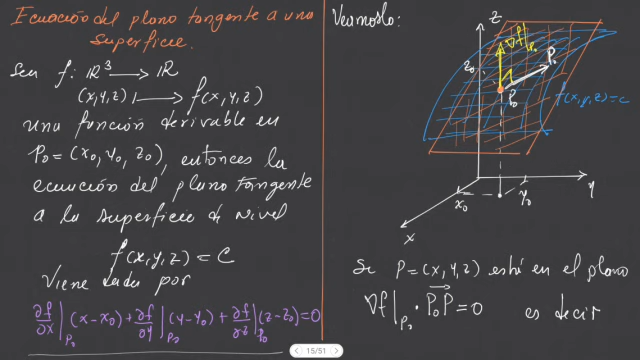 Ecuación del plano tangente a una
superficie.
Sea f: ℝ³ → ℝ
(x,y,z) ↦ f(x,y,z)
una función derivable en
P₀=(x₀,y₀,z₀), entonces la
ecuación del plano tangente
a la superficie de nivel
f(x,y,z) = C
Viene dada por
∂f/∂x|P₀ (x-x₀) + ∂f/∂y|P₀ (y-y₀) + ∂f/∂z|P₀ (z-z₀) = 0
Veamoslo:
z
∇f|P₀
z₀
P
P₀
f(x,y,z)=c
x₀
y₀
y
x
Si P=(x,y,z) está en el plano
∇f|P₀ · P₀P⃗ = 0 es decir
15/51